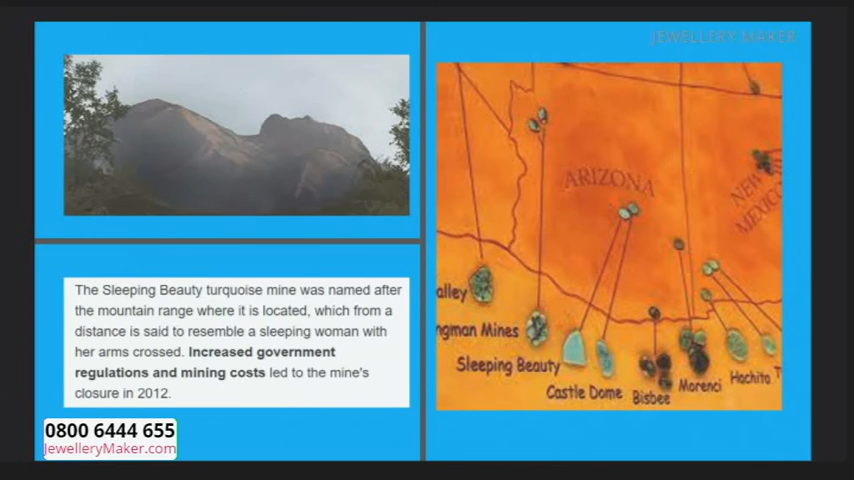 JEWELLERY MAKER
ARIZONA
NEW
MEXICO
alley
ngman Mines
Sleeping Beauty
Castle Dome
Bisbee
Morenci
Hachita T
The Sleeping Beauty turquoise mine was named after
the mountain range where it is located, which from a
distance is said to resemble a sleeping woman with
her arms crossed. Increased government
regulations and mining costs led to the mine's
closure in 2012.
0800 6444 655
JewelleryMaker.com